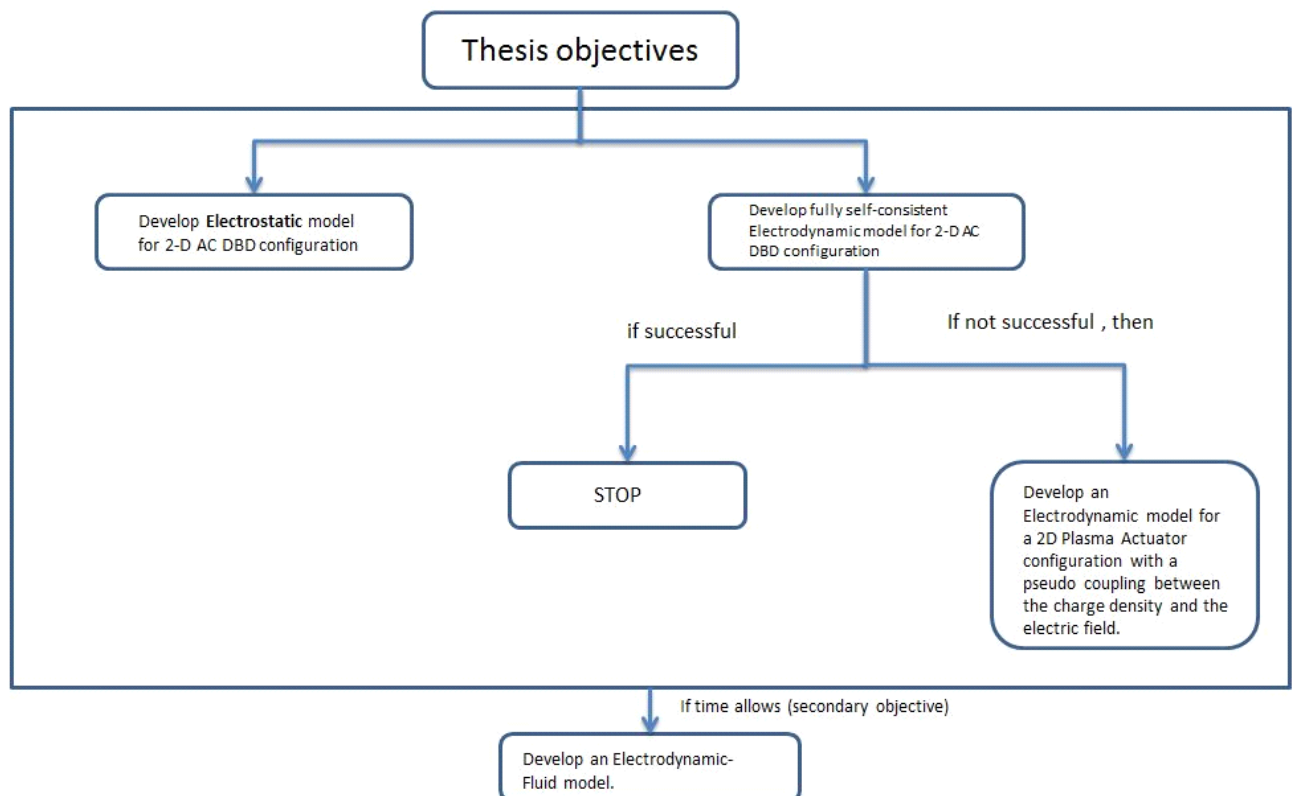 Thesis objectives
Develop Electrostatic model
for 2-D AC DBD configuration
Develop fully self-consistent
Electrodynamic model for 2-D AC
DBD configuration
if successful
If not successful , then
STOP
Develop an
Electrodynamic model for
a 2D Plasma Actuator
configuration with a
pseudo coupling between
the charge density and the
electric field.
If time allows (secondary objective)
Develop an Electrodynamic-
Fluid model.